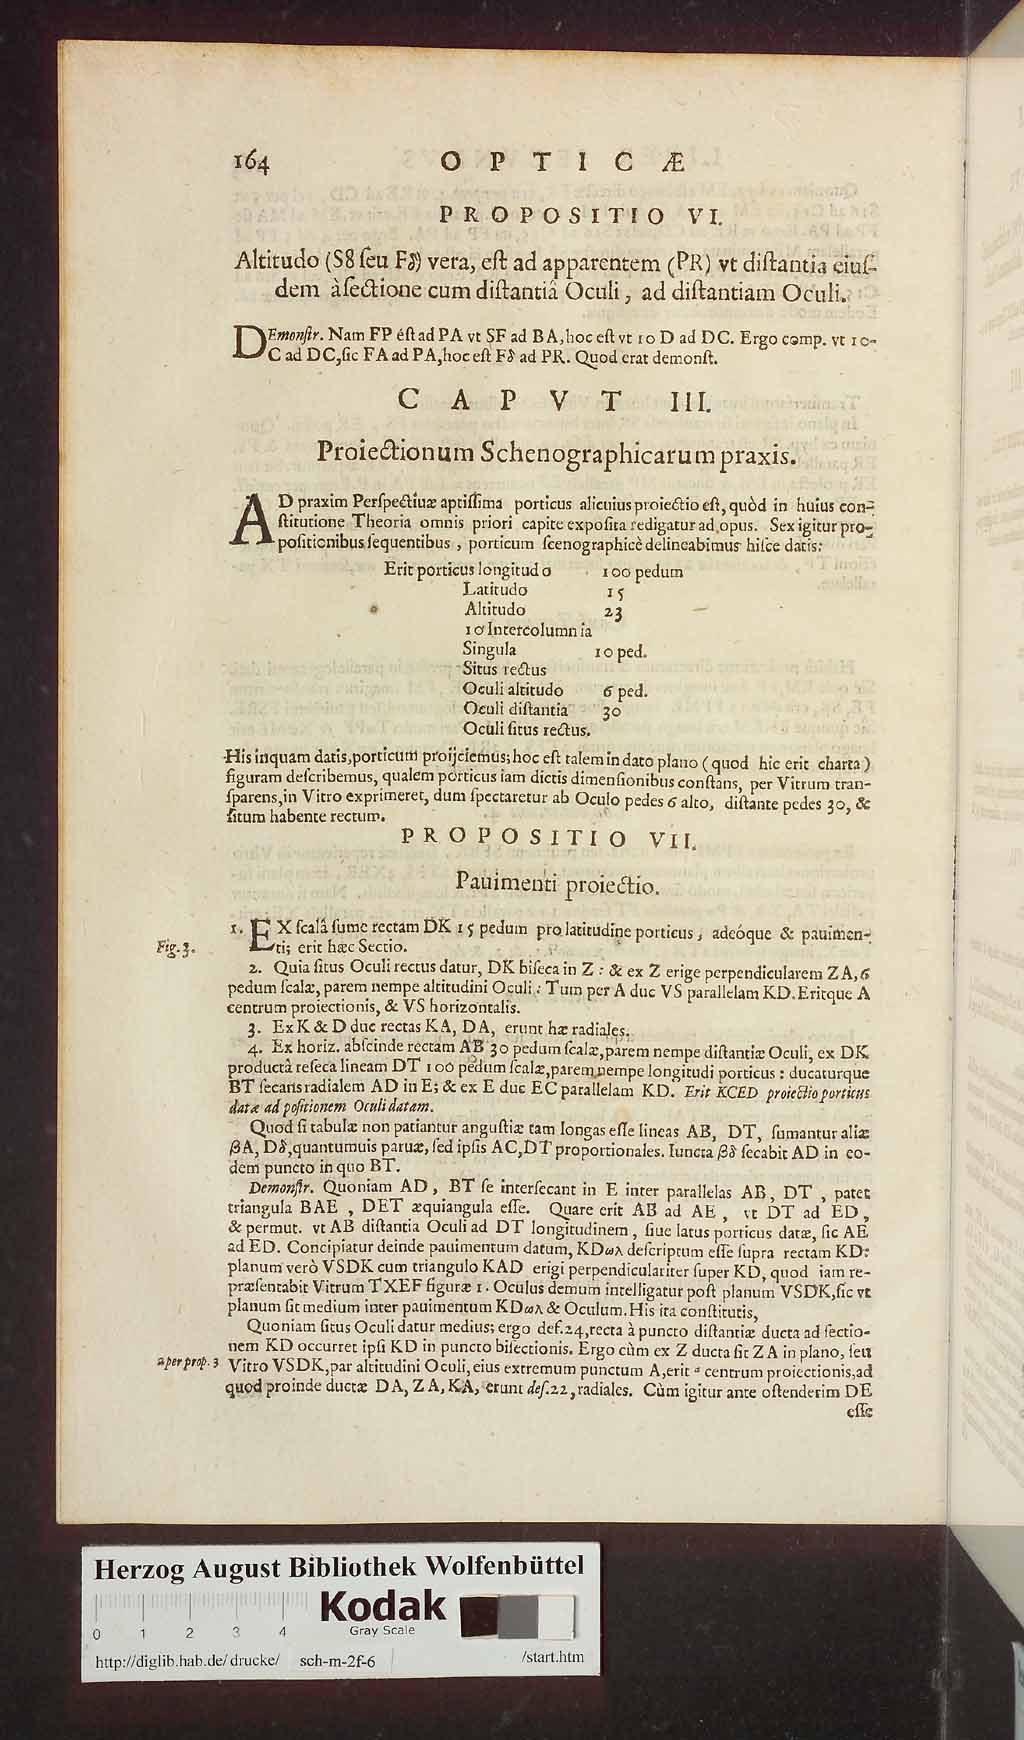 164 OPTICÆ
PROPOSITIO VI.
Altitudo (S8 ſeu Fδ) vera, eſt ad apparentem (PR) vt diſtantia eiuſ-
dem àſectione cum diſtantiâ Oculi, ad diſtantiam Oculi.
DEmonſtr. Nam FP éſt ad PA vt SF ad BA, hoc eſt vt 10 D ad DC. Ergo comp. vt 10-
C ad DC, ſic FA ad PA, hoc eſt Fδ ad PR. Quod erat demonſt.
CAPVT III.
Proiectionum Schenographicarum praxis.
AD praxim Perſpectiuæ aptiſſima porticus alicuius proiectio eſt, quòd in huius con-
ſtitutione Theoria omnis priori capite expoſita redigatur ad opus. Sex igitur pro-
poſitionibus ſequentibus, porticum ſcenographicè delineabimus hiſce datis:
Erit porticus longitudo 100 pedum
Latitudo 15
Altitudo 23
10 Intercolumnia
Singula 10 ped.
Situs rectus
Oculi altitudo 6 ped.
Oculi diſtantia 30
Oculi ſitus rectus.
His inquam datis, porticum proijciemus; hoc eſt talem in dato plano (quod hic erit charta)
figuram deſcribemus, qualem porticus iam dictis dimenſionibus conſtans, per Vitrum tran-
ſparens, in Vitro exprimeret, dum ſpectaretur ab Oculo pedes 6 alto, diſtante pedes 30, &
ſitum habente rectum.
PROPOSITIO VII.
Pauimenti proiectio.
1. EX ſcalâ ſume rectam DK 15 pedum pro latitudine porticus, adeóque & pauimen-
Fig. 3. ti; erit hæc Sectio.
2. Quia ſitus Oculi rectus datur, DK biſeca in Z: & ex Z erige perpendicularem ZA, 6
pedum ſcalæ, parem nempe altitudini Oculi: Tum per A duc VS parallelam KD. Eritque A
centrum proiectionis, & VS horizontalis.
3. Ex K & D duc rectas KA, DA, erunt hæ radiales.
4. Ex horiz. abſcinde rectam AB 30 pedum ſcalæ, parem nempe diſtantiæ Oculi, ex DK
productâ reſeca lineam DT 100 pedum ſcalæ, parem nempe longitudi porticus: ducaturque
BT ſecans radialem AD in E; & ex E duc EC parallelam KD. Erit KCED proiectio porticus
datæ ad poſitionem Oculi datam.
Quod ſi tabulæ non patiantur anguſtiæ tam longas eſſe lineas AB, DT, ſumantur aliæ
βA, Dδ, quantumuis paruæ, ſed ipſis AC, DT proportionales. Iuncta βδ ſecabit AD in eo-
dem puncto in quo BT.
Demonſtr. Quoniam AD, BT ſe interſecant in E inter parallelas AB, DT, patet
triangula BAE, DET æquiangula eſſe. Quare erit AB ad AE, vt DT ad ED,
& permut. vt AB diſtantia Oculi ad DT longitudinem, ſiue latus porticus datæ, ſic AE
ad ED. Concipiatur deinde pauimentum datum, KDωλ deſcriptum eſſe ſupra rectam KD:
planum verò VSDK cum triangulo KAD erigi perpendiculariter ſuper KD, quod iam re-
præſentabit Vitrum TXEF figuræ 1. Oculus demum intelligatur poſt planum VSDK, ſic vt
planum ſit medium inter pauimentum KDωλ & Oculum. His ita conſtitutis,
Quoniam ſitus Oculi datur medius; ergo def. 24, recta à puncto diſtantiæ ducta ad ſectio-
nem KD occurret ipſi KD in puncto biſectionis. Ergo cùm ex Z ducta ſit ZA in plano, ſeu
a per prop. 3 Vitro VSDK, par altitudini Oculi, eius extremum punctum A, erit ᵃ centrum proiectionis, ad
quod proinde ductæ DA, ZA, KA, erunt def. 22, radiales. Cùm igitur ante oſtenderim DE
eſſe
Herzog August Bibliothek Wolfenbüttel
Kodak
Gray Scale
0 1 2 3 4
http://diglib.hab.de/drucke/ sch-m-2f-6 /start.htm